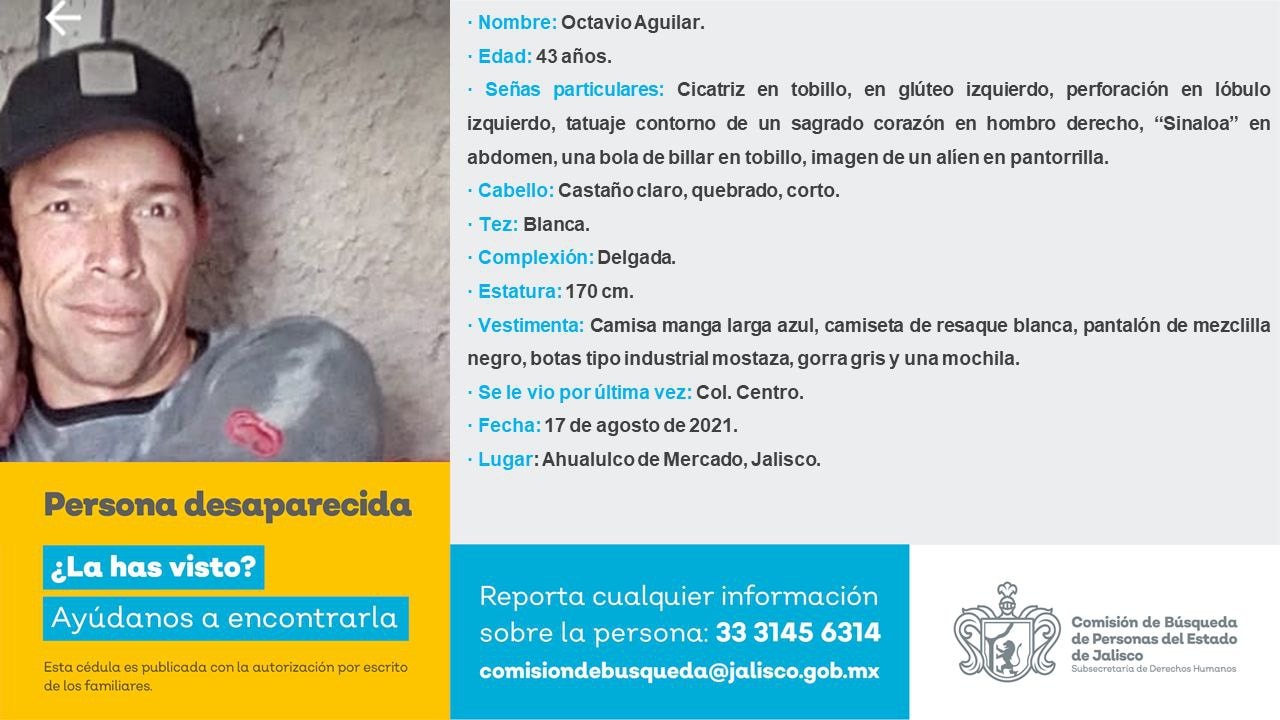 · Nombre: Octavio Aguilar.
· Edad: 43 años.
· Señas particulares: Cicatriz en tobillo, en glúteo izquierdo, perforación en lóbulo
izquierdo, tatuaje contorno de un sagrado corazón en hombro derecho, “Sinaloa” en
abdomen, una bola de billar en tobillo, imagen de un alíen en pantorrilla.
· Cabello: Castaño claro, quebrado, corto.
· Tez: Blanca.
· Complexión: Delgada.
· Estatura: 170 cm.
· Vestimenta: Camisa manga larga azul, camiseta de resaque blanca, pantalón de mezclilla
negro, botas tipo industrial mostaza, gorra gris y una mochila.
· Se le vio por última vez: Col. Centro.
· Fecha: 17 de agosto de 2021.
· Lugar: Ahualulco de Mercado, Jalisco.
Persona desaparecida
¿La has visto?
Ayúdanos a encontrarla
Esta cédula es publicada con la autorización por escrito
de los familiares.
Reporta cualquier información
sobre la persona: 33 3145 6314
comisiondebusqueda@jalisco.gob.mx
Comisión de Búsqueda
de Personas del Estado
de Jalisco
Subsecretaría de Derechos Humanos